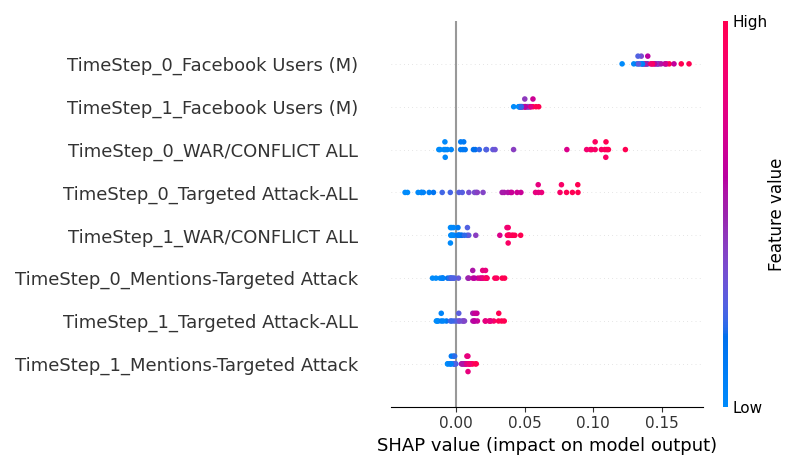 High
TimeStep_0_Facebook Users (M)
TimeStep_1_Facebook Users (M)
TimeStep_0_WAR/CONFLICT ALL
TimeStep_0_Targeted Attack-ALL
TimeStep_1_WAR/CONFLICT ALL
TimeStep_0_Mentions-Targeted Attack
TimeStep_1_Targeted Attack-ALL
TimeStep_1_Mentions-Targeted Attack
Feature value
Low
0.00 0.05 0.10 0.15
SHAP value (impact on model output)